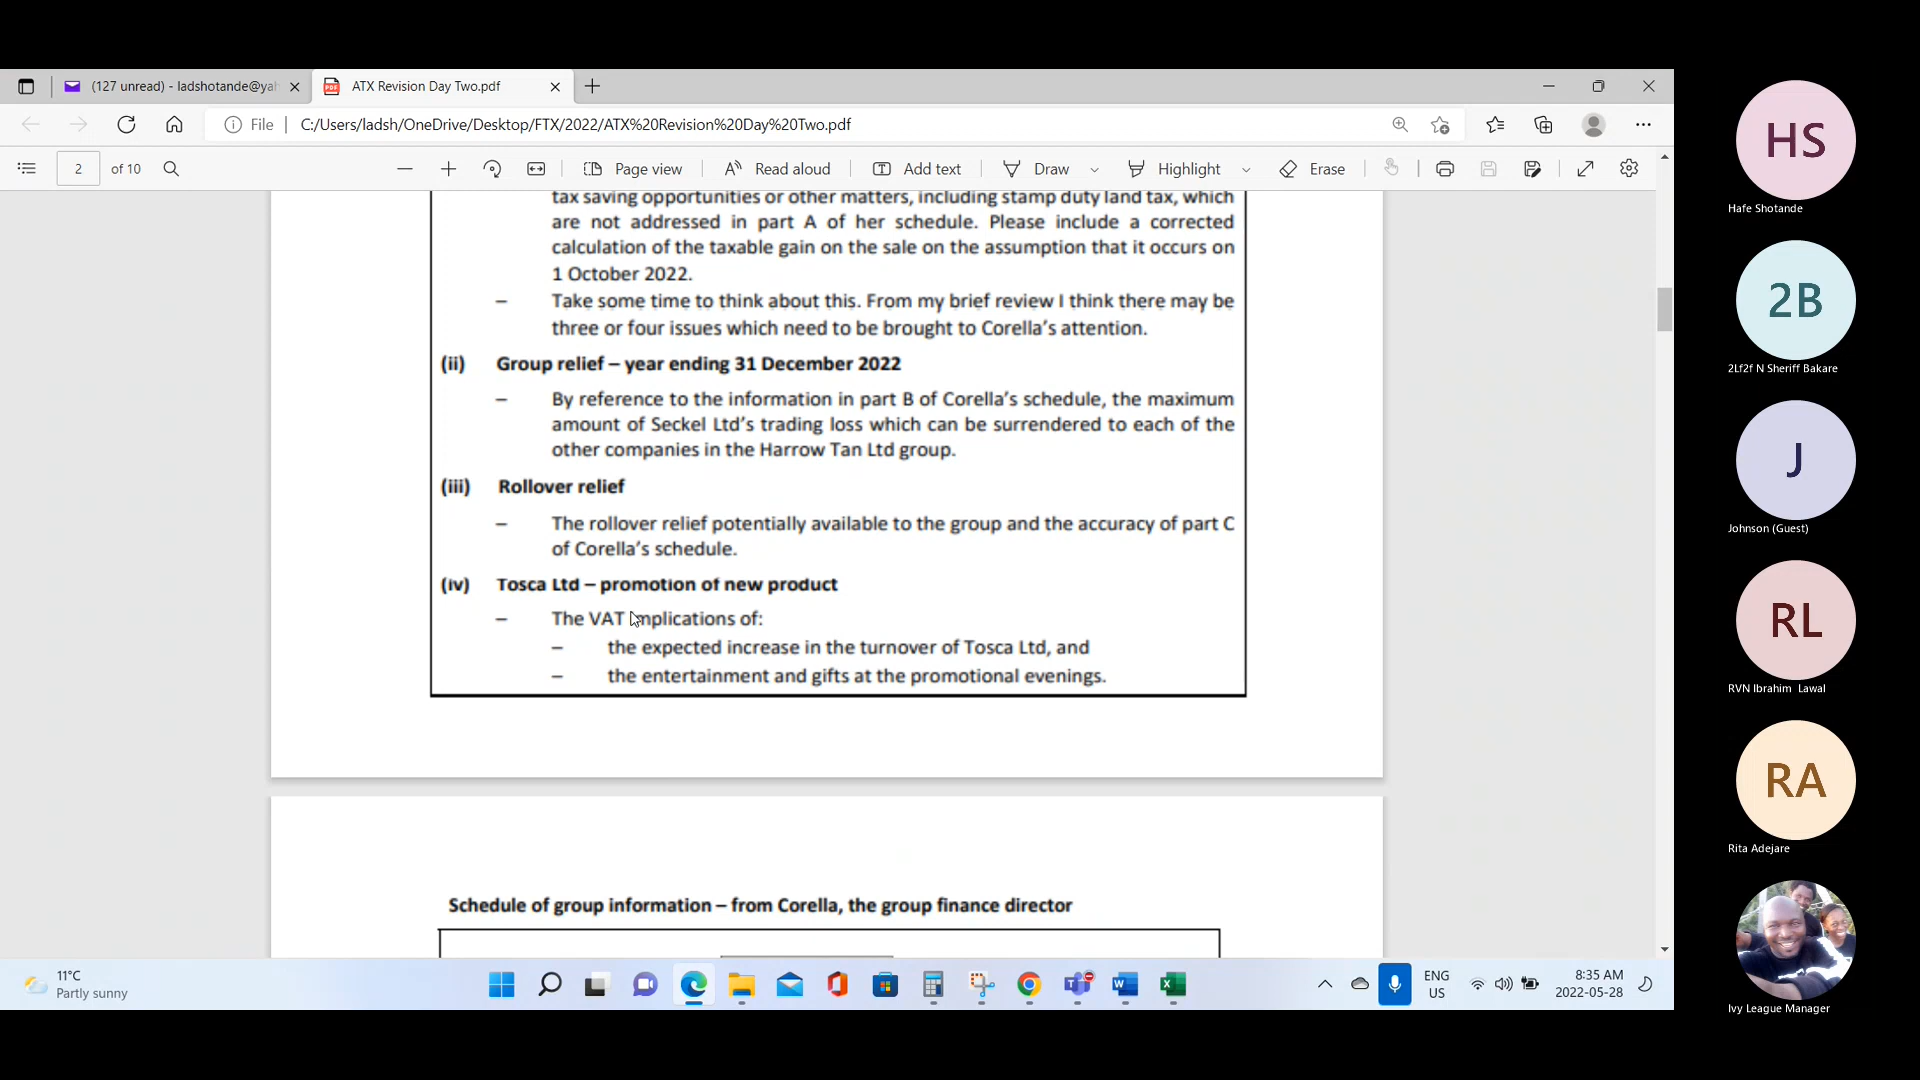 (127 unread) - ladshotande@yal
ATX Revision Day Two.pdf
File
C:/Users/ladsh/OneDrive/Desktop/FTX/2022/ATX%20Revision%20Day%20Two.pdf
2 of 10
Page view
Read aloud
Add text
Draw
Highlight
Erase
tax saving opportunities or other matters, including stamp duty land tax, which
are not addressed in part A of her schedule. Please include a corrected
calculation of the taxable gain on the sale on the assumption that it occurs on
1 October 2022.
– Take some time to think about this. From my brief review I think there may be
three or four issues which need to be brought to Corella's attention.
(ii) Group relief – year ending 31 December 2022
– By reference to the information in part B of Corella's schedule, the maximum
amount of Seckel Ltd's trading loss which can be surrendered to each of the
other companies in the Harrow Tan Ltd group.
(iii) Rollover relief
– The rollover relief potentially available to the group and the accuracy of part C
of Corella's schedule.
(iv) Tosca Ltd – promotion of new product
– The VAT implications of:
– the expected increase in the turnover of Tosca Ltd, and
– the entertainment and gifts at the promotional evenings.
Schedule of group information – from Corella, the group finance director
11°C
Partly sunny
ENG
US
8:35 AM
2022-05-28
HS
Hafe Shotande
2B
2Lf2f N Sheriff Bakare
J
Johnson (Guest)
RL
RVN Ibrahim Lawal
RA
Rita Adejare
Ivy League Manager